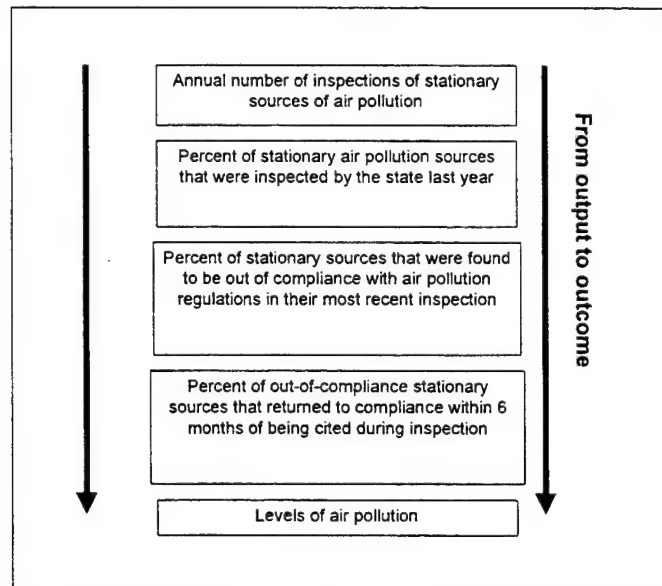 Annual number of inspections of stationary
sources of air pollution
Percent of stationary air pollution sources
that were inspected by the state last year
Percent of stationary sources that were found
to be out of compliance with air pollution
regulations in their most recent inspection
Percent of out-of-compliance stationary
sources that returned to compliance within 6
months of being cited during inspection
Levels of air pollution
From output to outcome